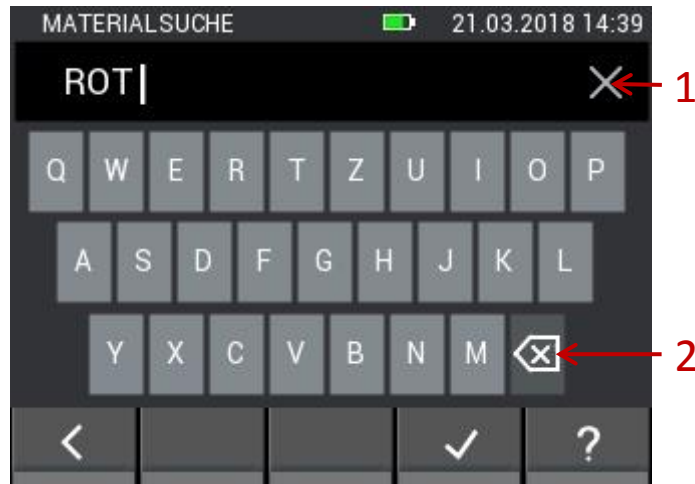 MATERIALSUCHE 21.03.2018 14:39
ROT
1
Q W E R T Z U I O P
A S D F G H J K L
Y X C V B N M
2
?